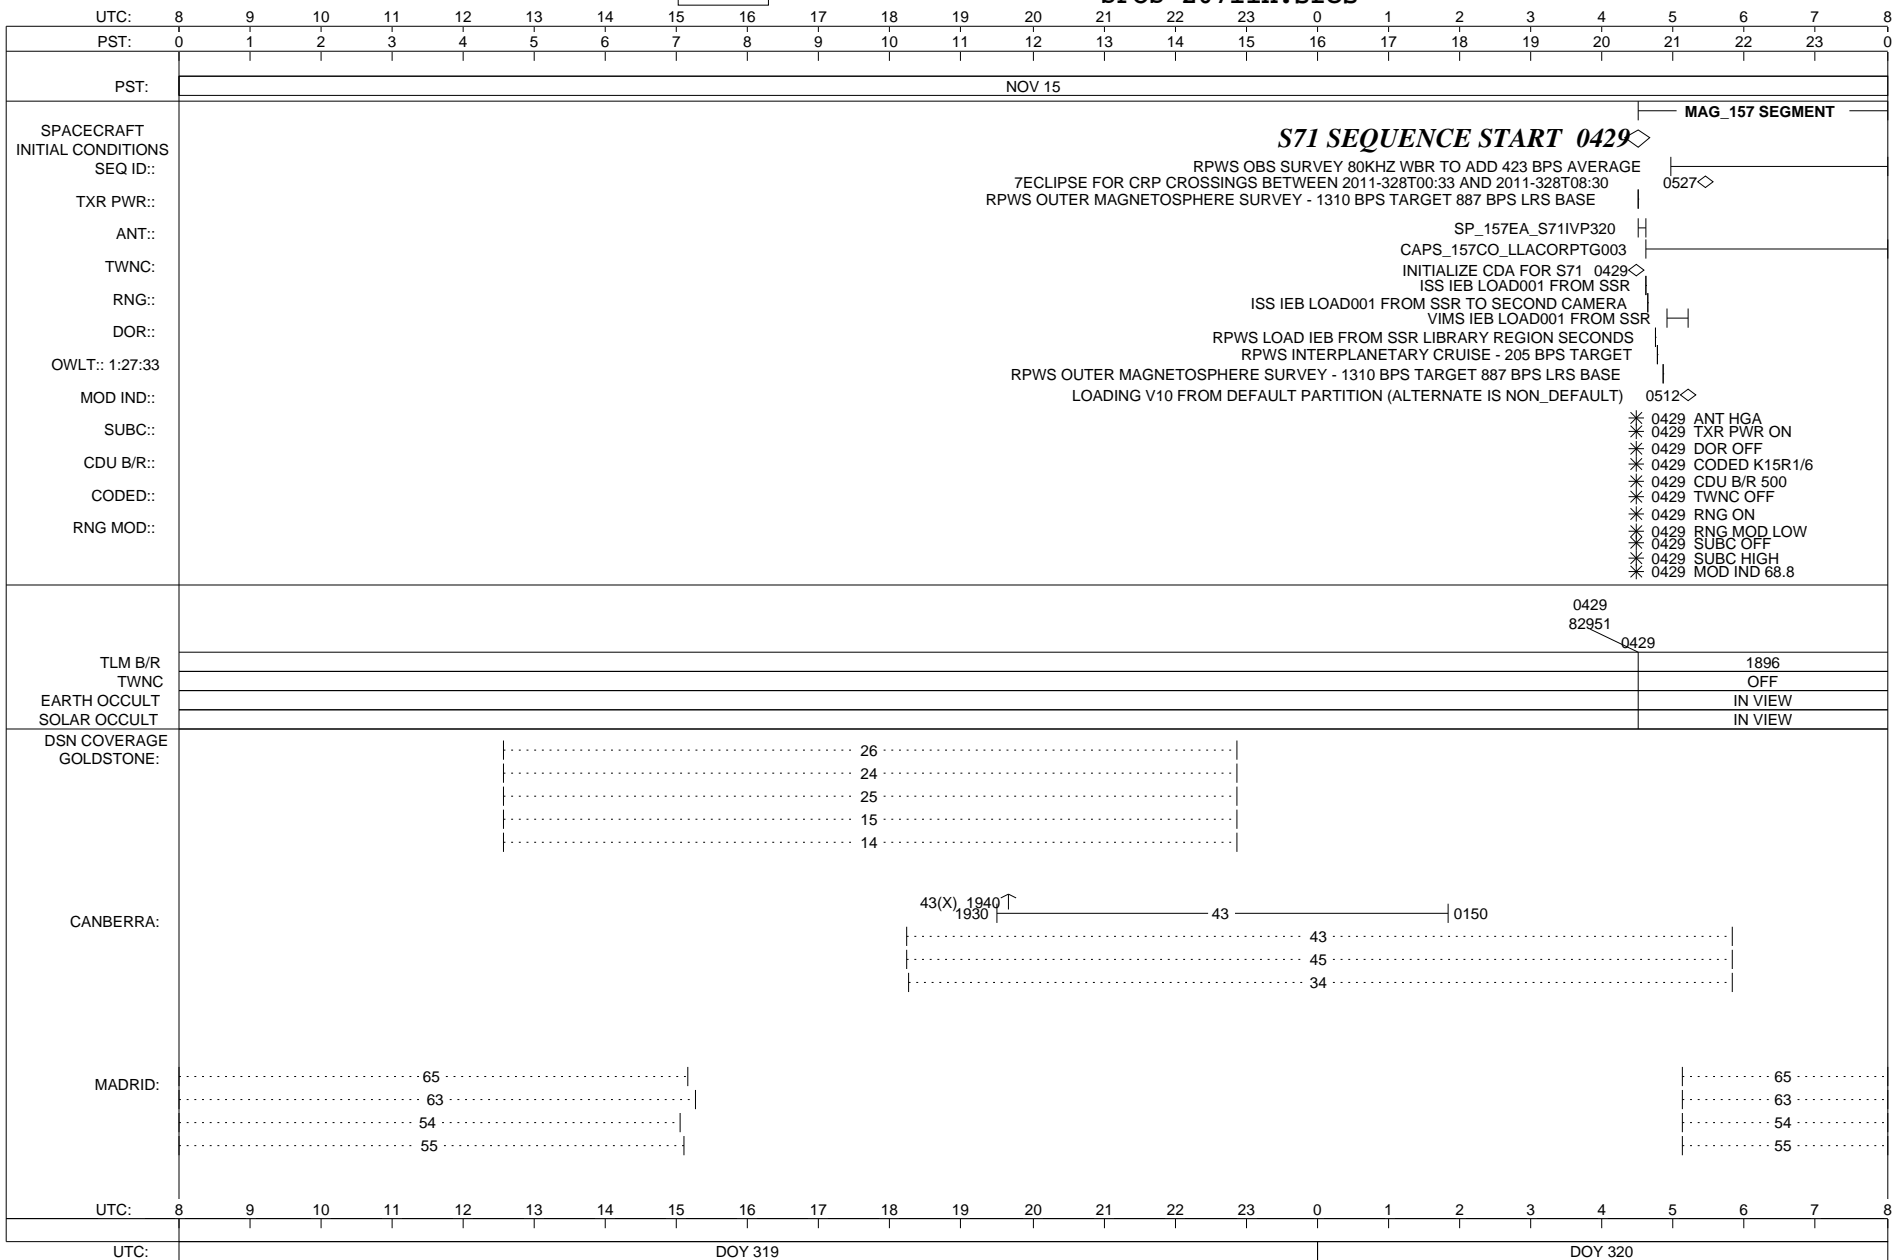 UTC: 8 9 10 11 12 13 14 15 16 17 18 19 20 21 22 23 0 1 2 3 4 5 6 7 8
PST: 0 1 2 3 4 5 6 7 8 9 10 11 12 13 14 15 16 17 18 19 20 21 22 23 0
PST: NOV 15
MAG_157 SEGMENT
SPACECRAFT
INITIAL CONDITIONS
S71 SEQUENCE START 0429
SEQ ID::
RPWS OBS SURVEY 80KHZ WBR TO ADD 423 BPS AVERAGE
7ECLIPSE FOR CRP CROSSINGS BETWEEN 2011-328T00:33 AND 2011-328T08:30 0527
TXR PWR::
RPWS OUTER MAGNETOSPHERE SURVEY - 1310 BPS TARGET 887 BPS LRS BASE
ANT::
SP_157EA_S71IVP320
CAPS_157CO_LLACORPTG003
TWNC:
INITIALIZE CDA FOR S71 0429
ISS IEB LOAD001 FROM SSR
RNG::
ISS IEB LOAD001 FROM SSR TO SECOND CAMERA
VIMS IEB LOAD001 FROM SSR
DOR::
RPWS LOAD IEB FROM SSR LIBRARY REGION SECONDS
RPWS INTERPLANETARY CRUISE - 205 BPS TARGET
OWLT:: 1:27:33
RPWS OUTER MAGNETOSPHERE SURVEY - 1310 BPS TARGET 887 BPS LRS BASE
MOD IND::
LOADING V10 FROM DEFAULT PARTITION (ALTERNATE IS NON_DEFAULT) 0512
0429 ANT HGA
SUBC::
0429 TXR PWR ON
0429 DOR OFF
CDU B/R::
0429 CODED K15R1/6
0429 CDU B/R 500
CODED::
0429 TWNC OFF
0429 RNG ON
RNG MOD::
0429 RNG MOD LOW
0429 SUBC OFF
0429 SUBC HIGH
0429 MOD IND 68.8
0429
82951
0429
TLM B/R 1896
TWNC OFF
EARTH OCCULT IN VIEW
SOLAR OCCULT IN VIEW
DSN COVERAGE
GOLDSTONE:
26
24
25
15
14
43(X) 1940
CANBERRA:
1930 43 0150
43
45
34
MADRID:
65 65
63 63
54 54
55 55
UTC: 8 9 10 11 12 13 14 15 16 17 18 19 20 21 22 23 0 1 2 3 4 5 6 7 8
UTC: DOY 319 DOY 320